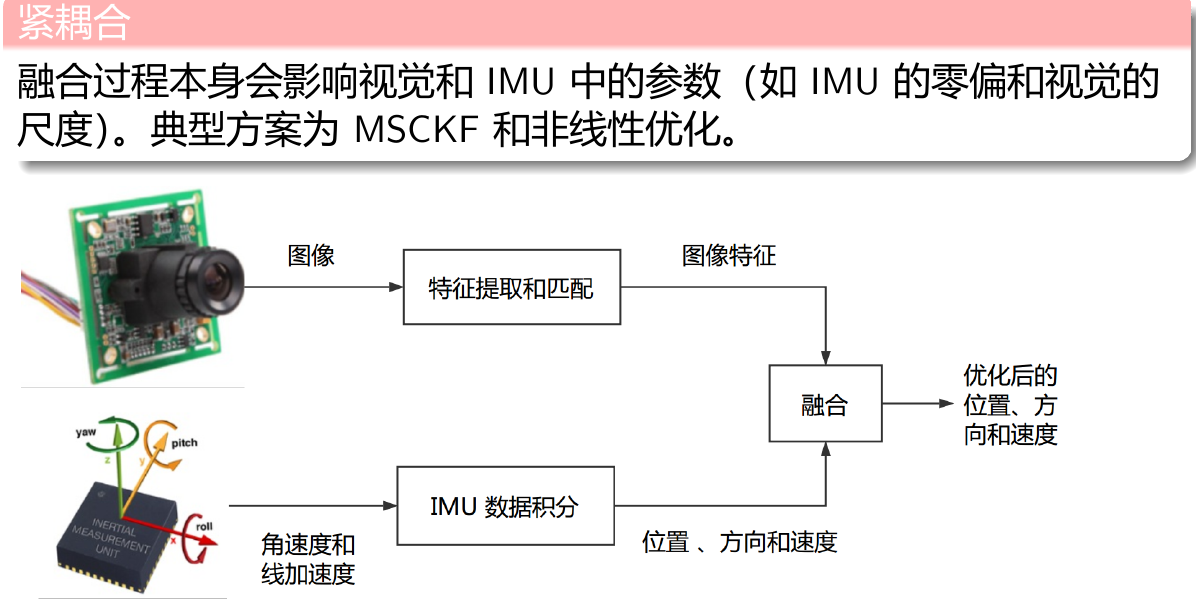 紧耦合
融合过程本身会影响视觉和 IMU 中的参数（如 IMU 的零偏和视觉的
尺度）。典型方案为 MSCKF 和非线性优化。
图像
特征提取和匹配
图像特征
融合
优化后的
位置、方
向和速度
yaw
pitch
z
y
roll
x
INERTIAL
MEASUREMENT
UNIT
角速度和
线加速度
IMU 数据积分
位置 、方向和速度